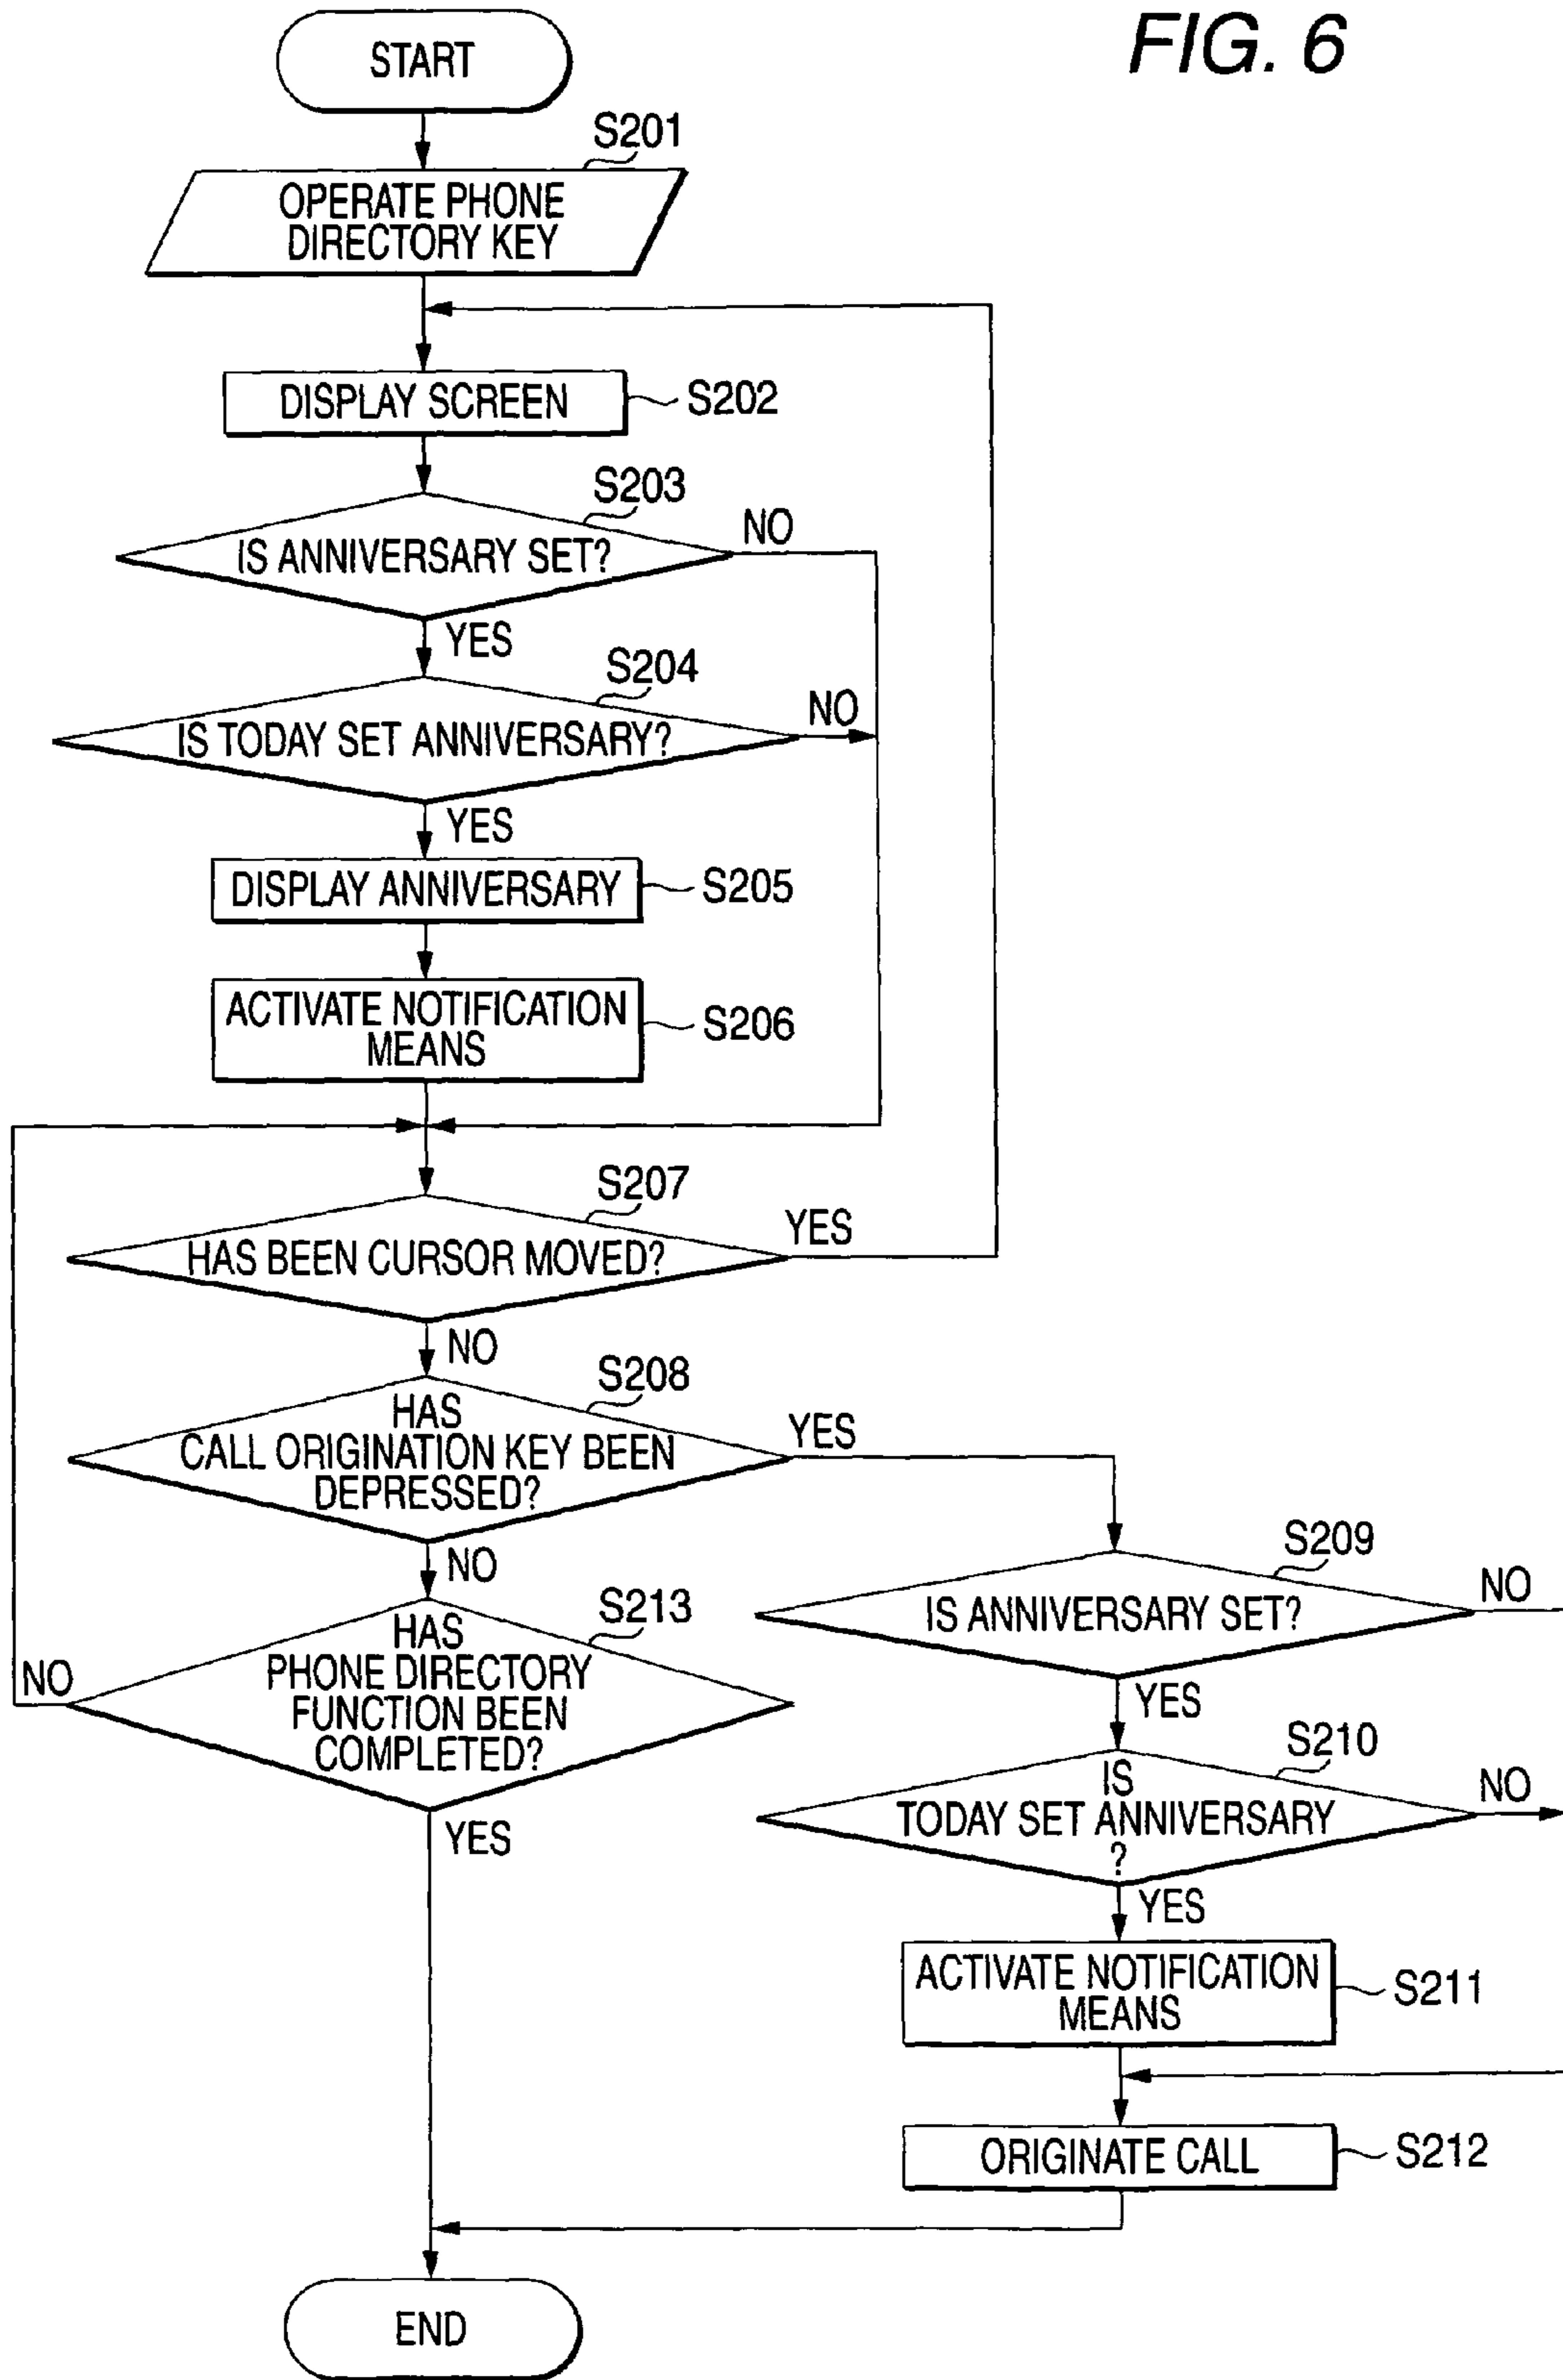 FIG. 6
START
S201
OPERATE PHONE
DIRECTORY KEY
DISPLAY SCREEN
S202
S203
IS ANNIVERSARY SET?
NO
YES
S204
IS TODAY SET ANNIVERSARY?
NO
YES
DISPLAY ANNIVERSARY
S205
ACTIVATE NOTIFICATION
MEANS
S206
S207
HAS BEEN CURSOR MOVED?
YES
NO
S208
HAS
CALL ORIGINATION KEY BEEN
DEPRESSED?
YES
NO
S213
HAS
PHONE DIRECTORY
FUNCTION BEEN
COMPLETED?
NO
YES
S209
IS ANNIVERSARY SET?
NO
YES
S210
IS
TODAY SET ANNIVERSARY
?
NO
YES
ACTIVATE NOTIFICATION
MEANS
S211
ORIGINATE CALL
S212
END